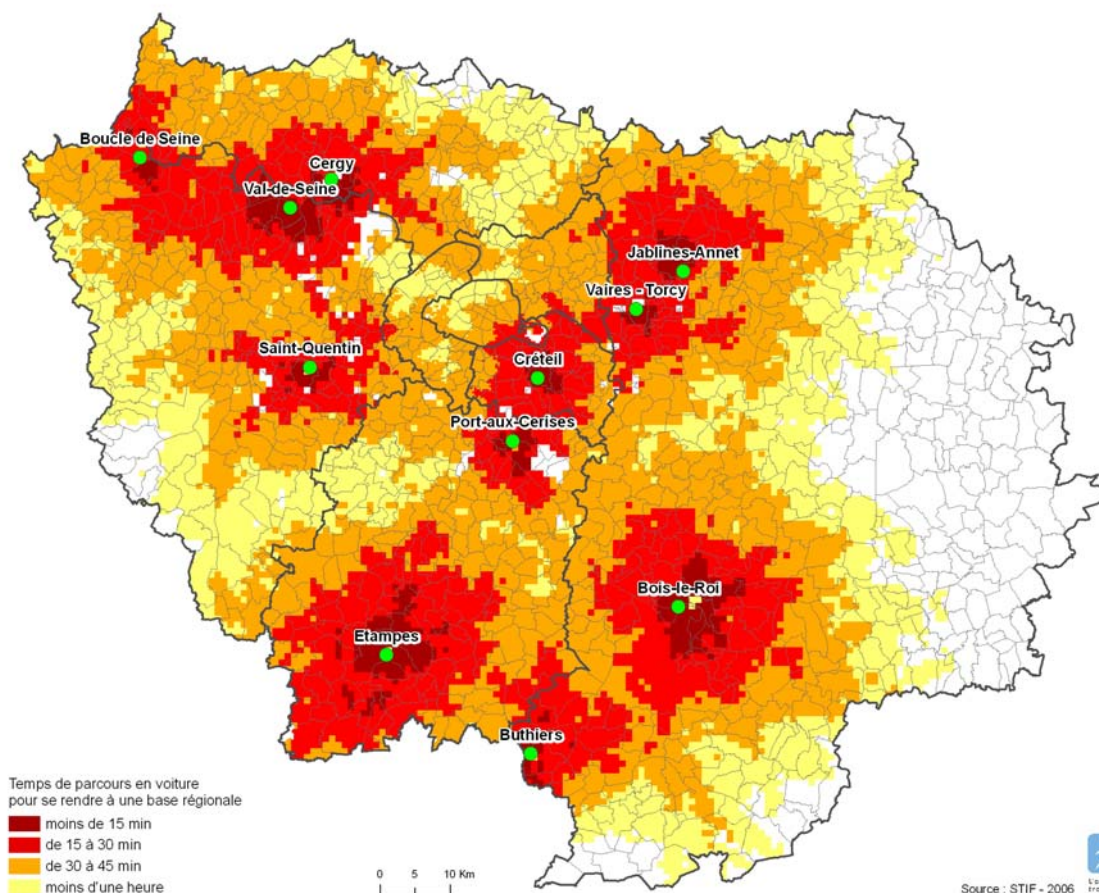 Boucle de Seine
Cergy
Val-de-Seine
Jablines-Annet
Vaires - Torcy
Saint-Quentin
Créteil
Port-aux-Cerises
Bois-le-Roi
Etampes
Buthiers
Temps de parcours en voiture
pour se rendre à une base régionale
moins de 15 min
de 15 à 30 min
de 30 à 45 min
moins d'une heure
0 5 10 Km
Source : STIF - 2006